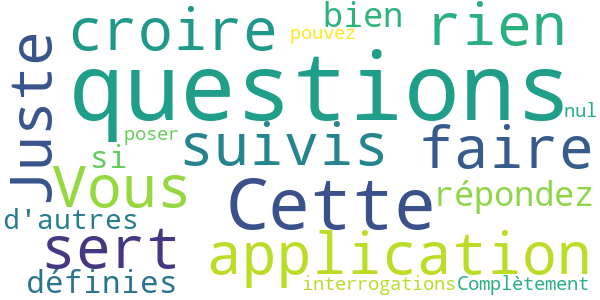 bien
rien
croire
pouvez
Juste
questions
nul
poser
suivis
faire
si
Vous
Cette
répondez
d'autres
sert
application
définies
interrogations
Complètement